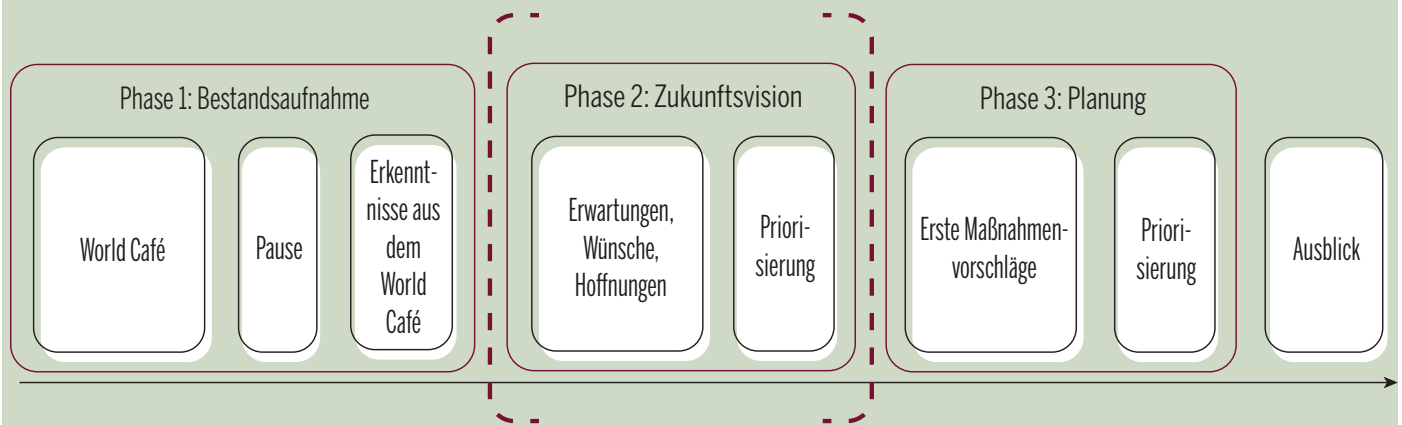 Phase 1: Bestandsaufnahme
World Café
Pause
Erkennt-
nisse aus
dem
World
Café
Phase 2: Zukunftsvision
Erwartungen,
Wünsche,
Hoffnungen
Priori-
sierung
Phase 3: Planung
Erste Maßnahmen-
vorschläge
Priori-
sierung
Ausblick